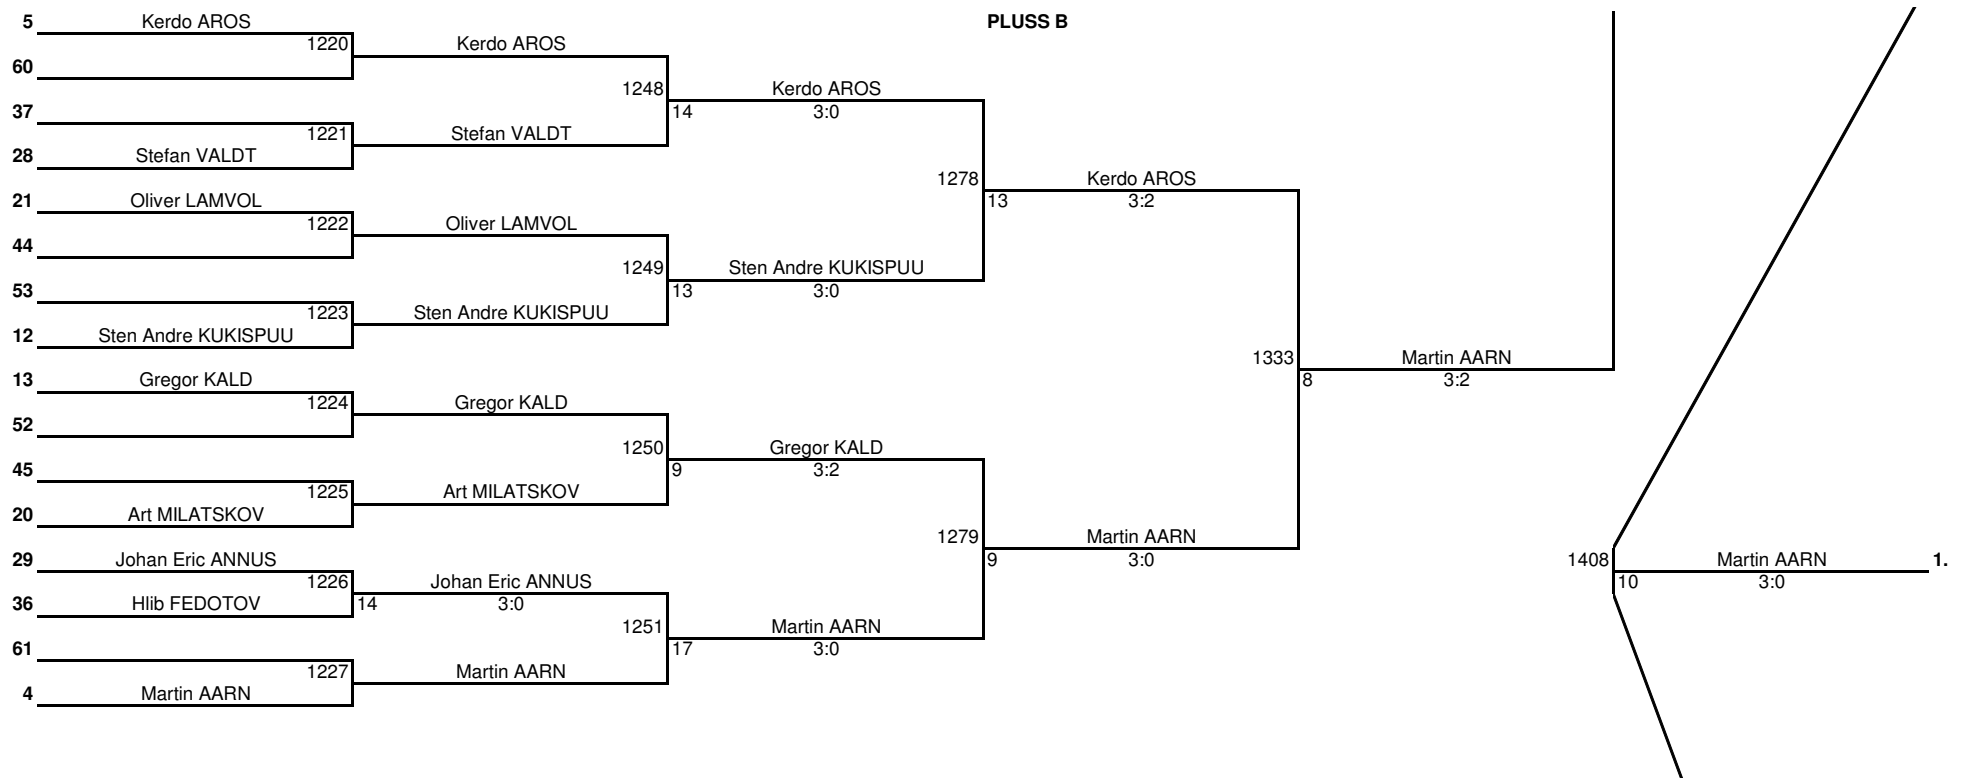 5 Kerdo AROS PLUSS B
1220 Kerdo AROS
60
1248 Kerdo AROS
37 14 3:0
1221 Stefan VALDT
28 Stefan VALDT
1278 Kerdo AROS
21 Oliver LAMVOL 13 3:2
1222 Oliver LAMVOL
44
1249 Sten Andre KUKISPUU
53 13 3:0
1223 Sten Andre KUKISPUU
12 Sten Andre KUKISPUU
1333 Martin AARN
13 Gregor KALD 8 3:2
1224 Gregor KALD
52
1250 Gregor KALD
45 9 3:2
1225 Art MILATSKOV
20 Art MILATSKOV
1279 Martin AARN
29 Johan Eric ANNUS 9 3:0 1408 Martin AARN 1.
1226 Johan Eric ANNUS 10 3:0
36 Hlib FEDOTOV 14 3:0
1251 Martin AARN
61 17 3:0
1227 Martin AARN
4 Martin AARN